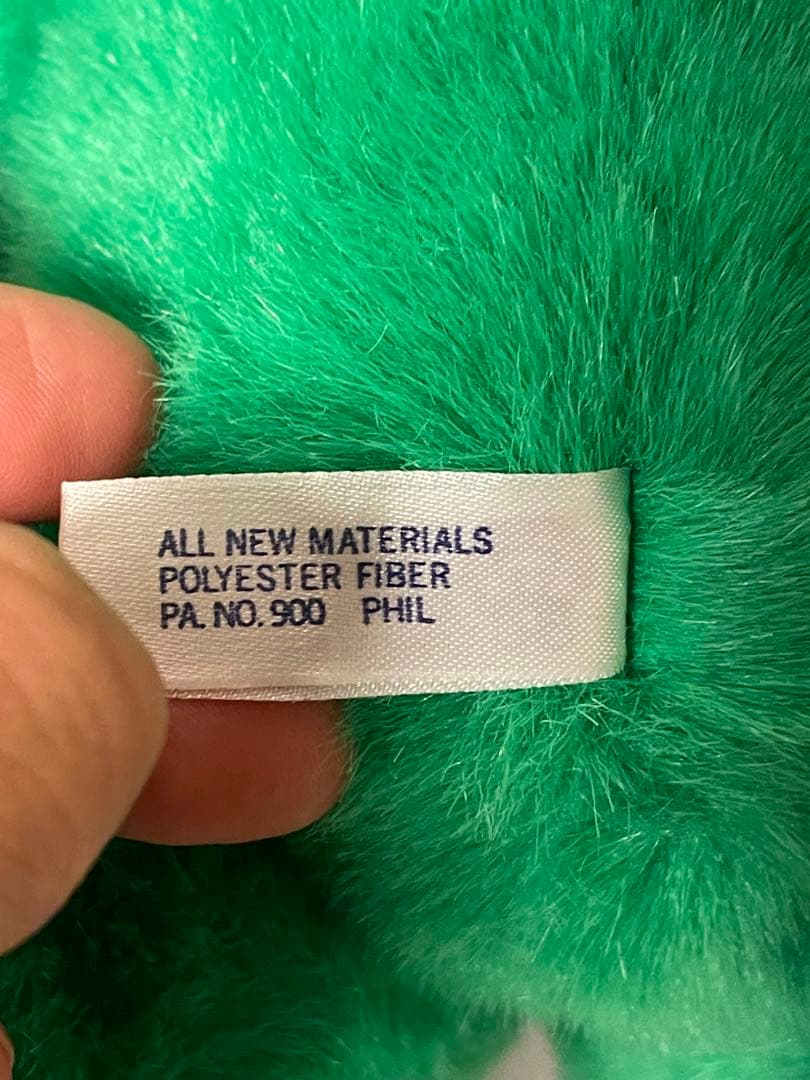 ALL NEW MATERIALS
POLYESTER FIBER
PA. NO. 900 PHIL